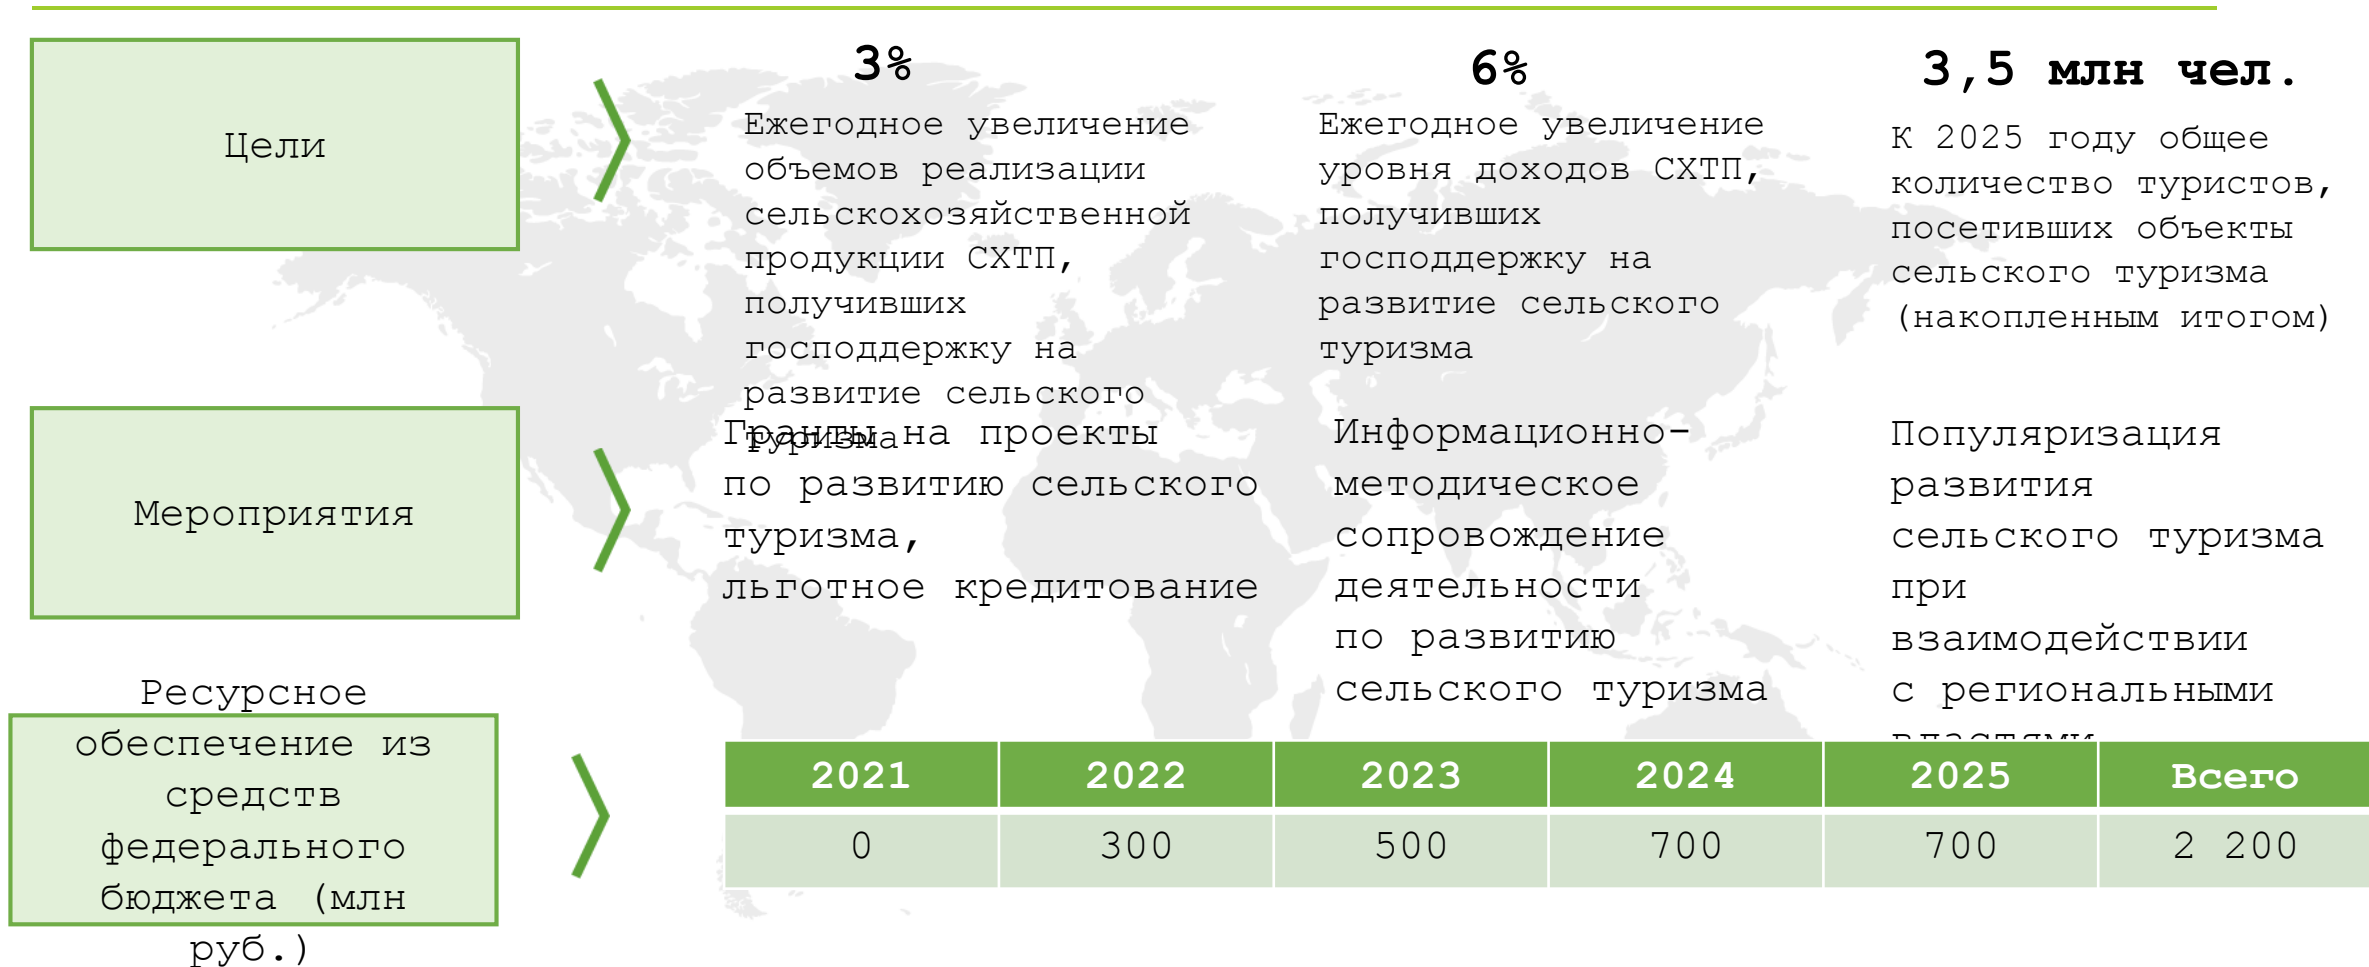 Цели
3%
Ежегодное увеличение
объемов реализации
сельскохозяйственной
продукции СХТП,
получивших
господдержку на
развитие сельского
туризма
6%
Ежегодное увеличение
уровня доходов СХТП,
получивших
господдержку на
развитие сельского
туризма
3,5 млн чел.
К 2025 году общее
количество туристов,
посетивших объекты
сельского туризма
(накопленным итогом)
Мероприятия
Гранты на проекты
по развитию сельского
туризма,
льготное кредитование
Информационно-
методическое
сопровождение
деятельности
по развитию
сельского туризма
Популяризация
развития
сельского туризма
при
взаимодействии
с региональными
властями
Ресурсное
обеспечение из
средств
федерального
бюджета (млн
руб.)
2021 2022 2023 2024 2025 Всего
0 300 500 700 700 2 200